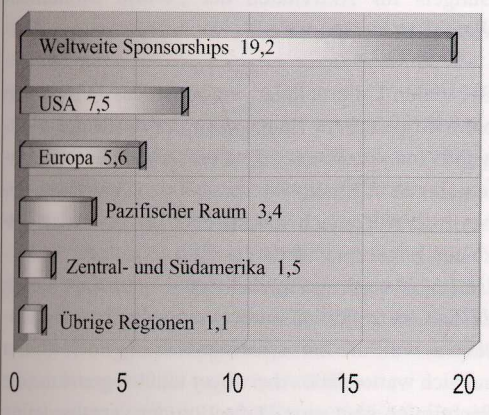 Weltweite Sponsorships 19,2
USA 7,5
Europa 5,6
Pazifischer Raum 3,4
Zentral- und Südamerika 1,5
Übrige Regionen 1,1
0 5 10 15 20